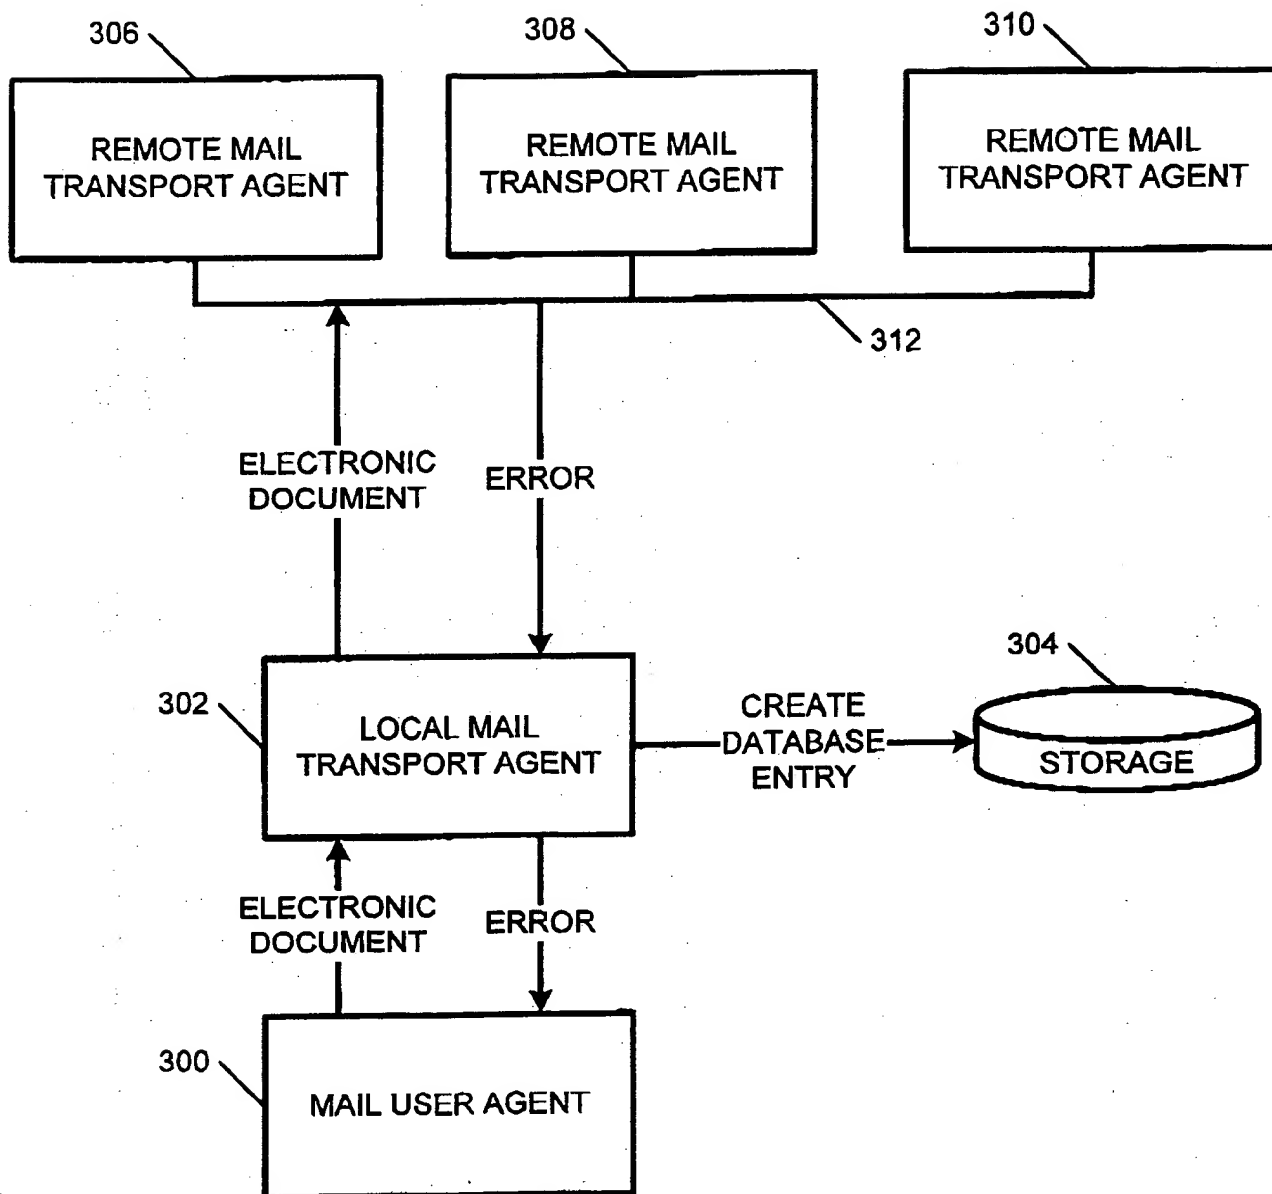 306
308
310
REMOTE MAIL
TRANSPORT AGENT
REMOTE MAIL
TRANSPORT AGENT
REMOTE MAIL
TRANSPORT AGENT
312
ELECTRONIC
DOCUMENT
ERROR
302
LOCAL MAIL
TRANSPORT AGENT
CREATE
DATABASE
ENTRY
304
STORAGE
ELECTRONIC
DOCUMENT
ERROR
300
MAIL USER AGENT